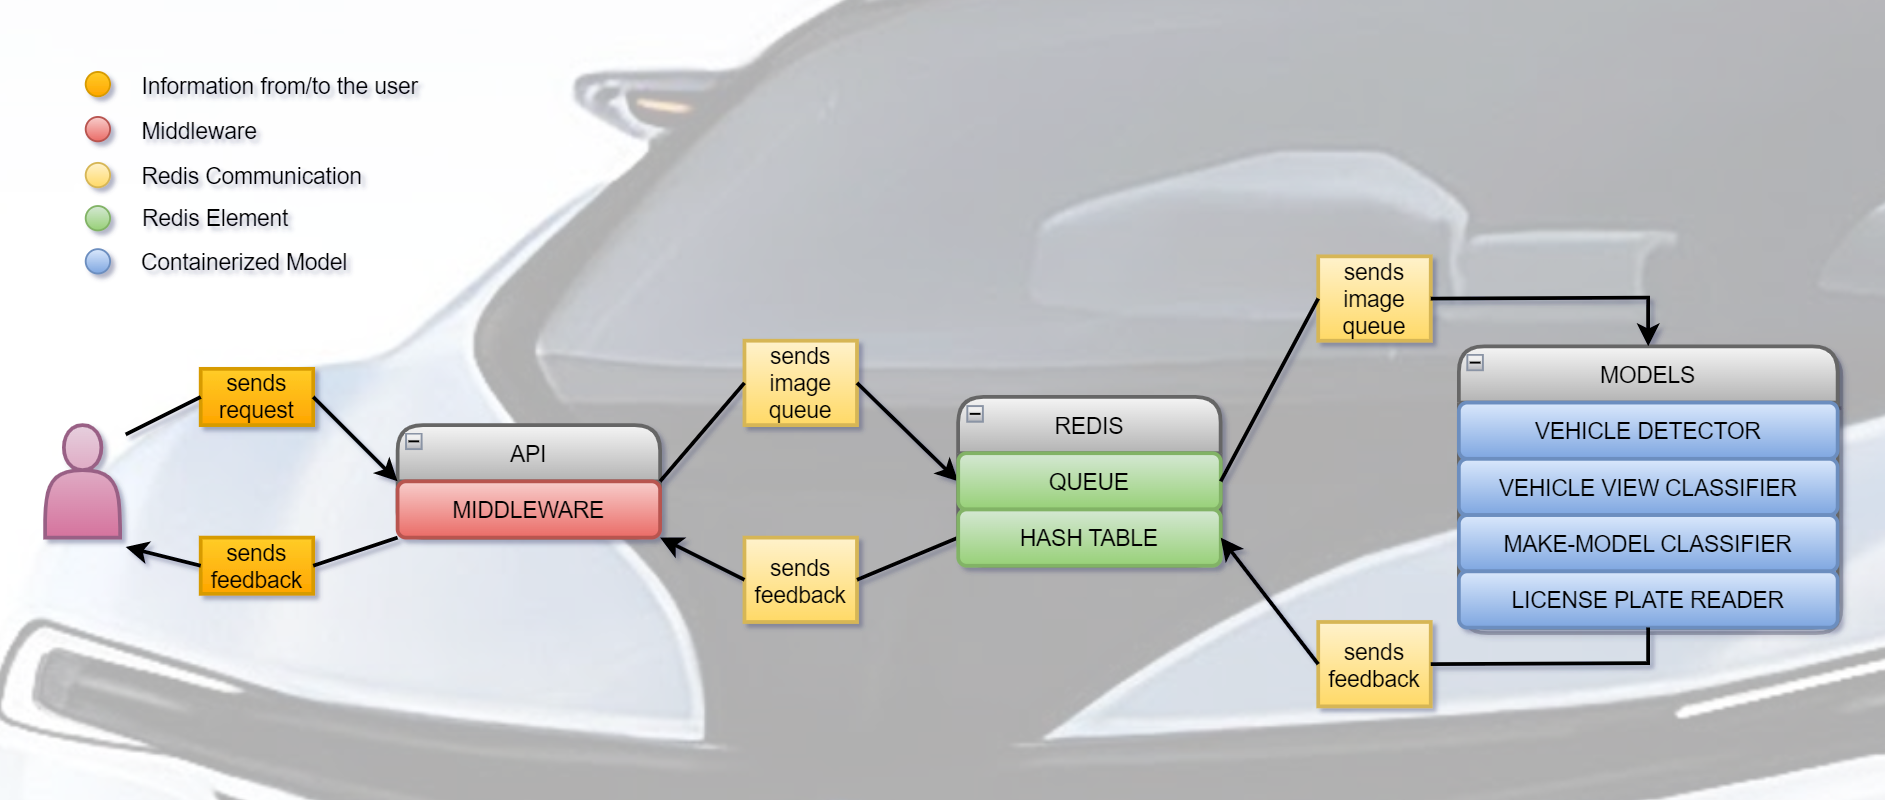 Information from/to the user
Middleware
Redis Communication
Redis Element
Containerized Model
sends
request
sends
feedback
API
MIDDLEWARE
sends
image
queue
sends
feedback
REDIS
QUEUE
HASH TABLE
sends
image
queue
sends
feedback
MODELS
VEHICLE DETECTOR
VEHICLE VIEW CLASSIFIER
MAKE-MODEL CLASSIFIER
LICENSE PLATE READER